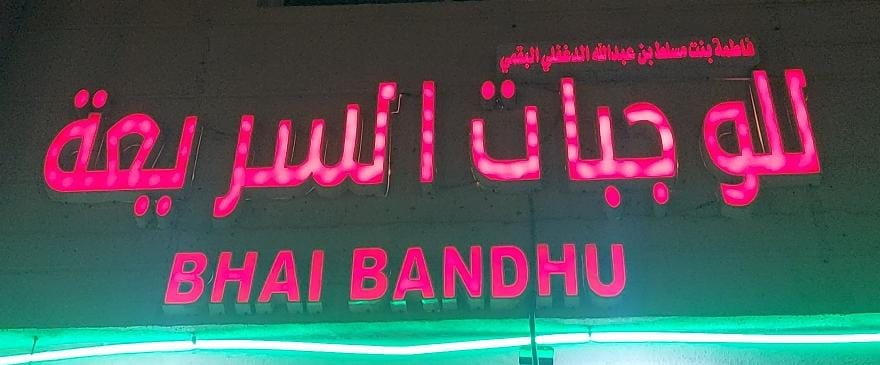 فاطمة بنت مسلط بن عبدالله الدغفلي البقمي
للوجبات السريعة
BHAI BANDHU